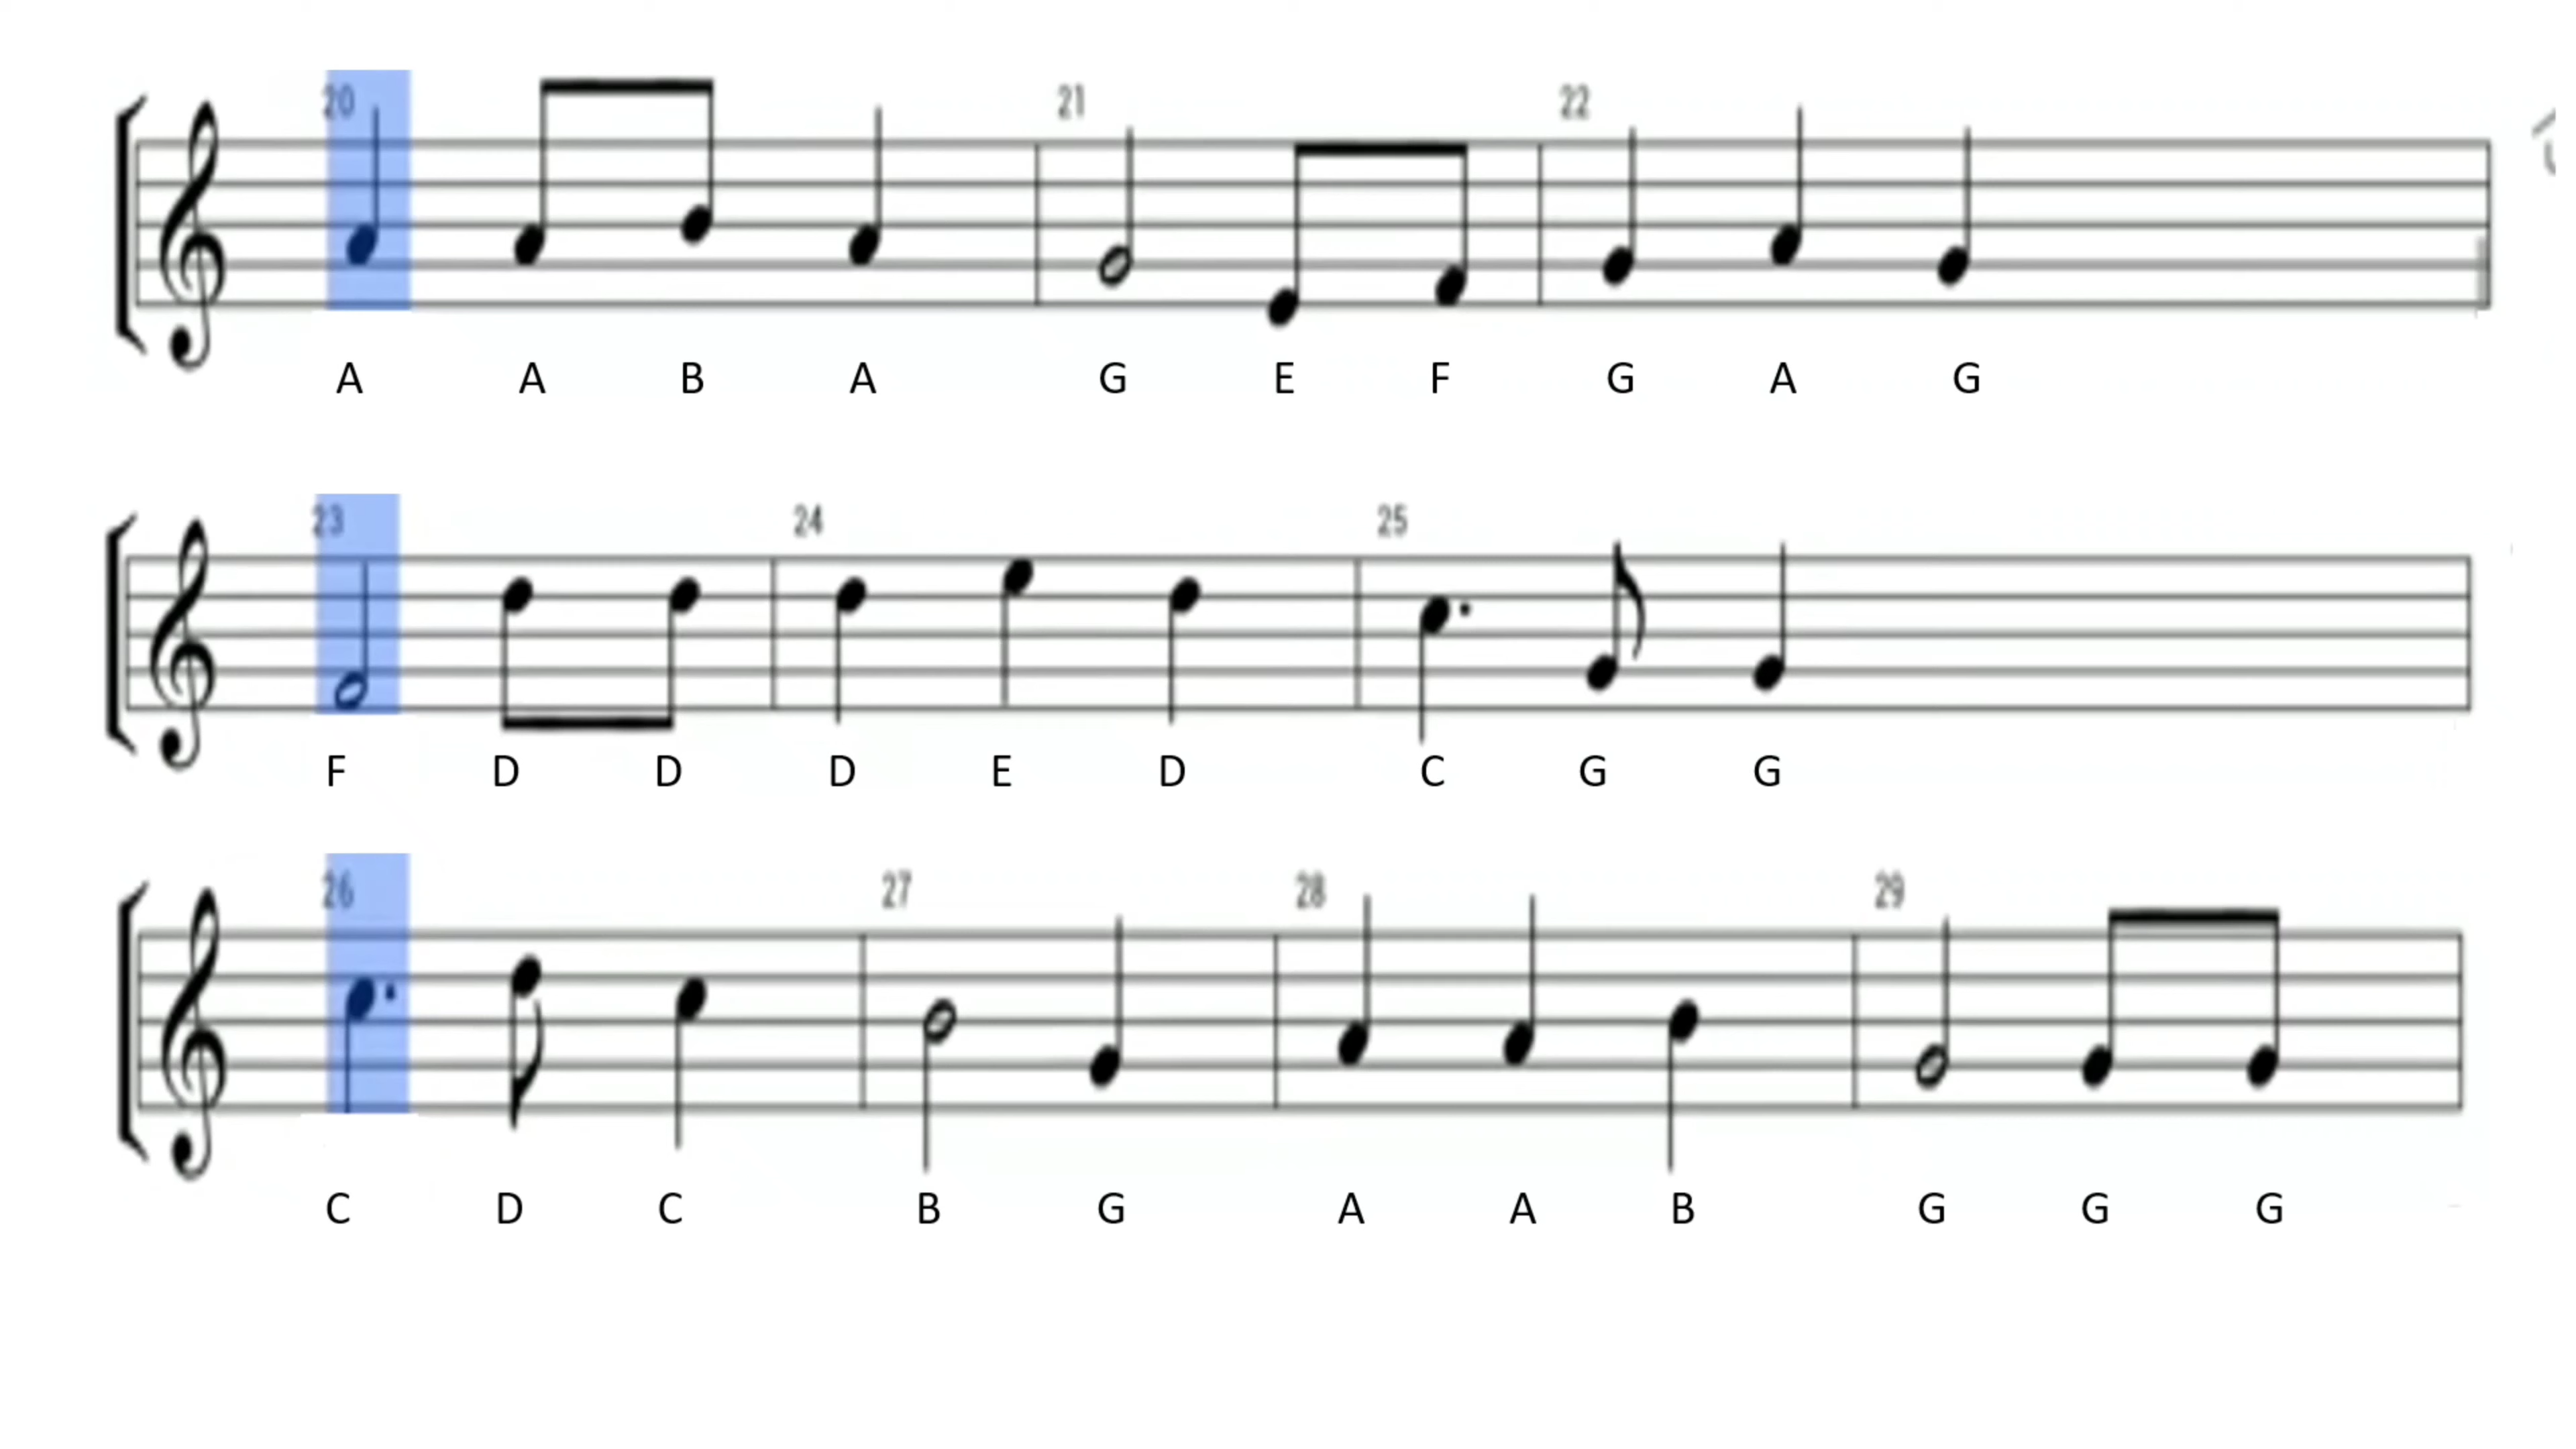 20 21 22
A A B A G E F G A G
23 24 25
F D D D E D C G G
26 27 28 29
C D C B G A A B G G G